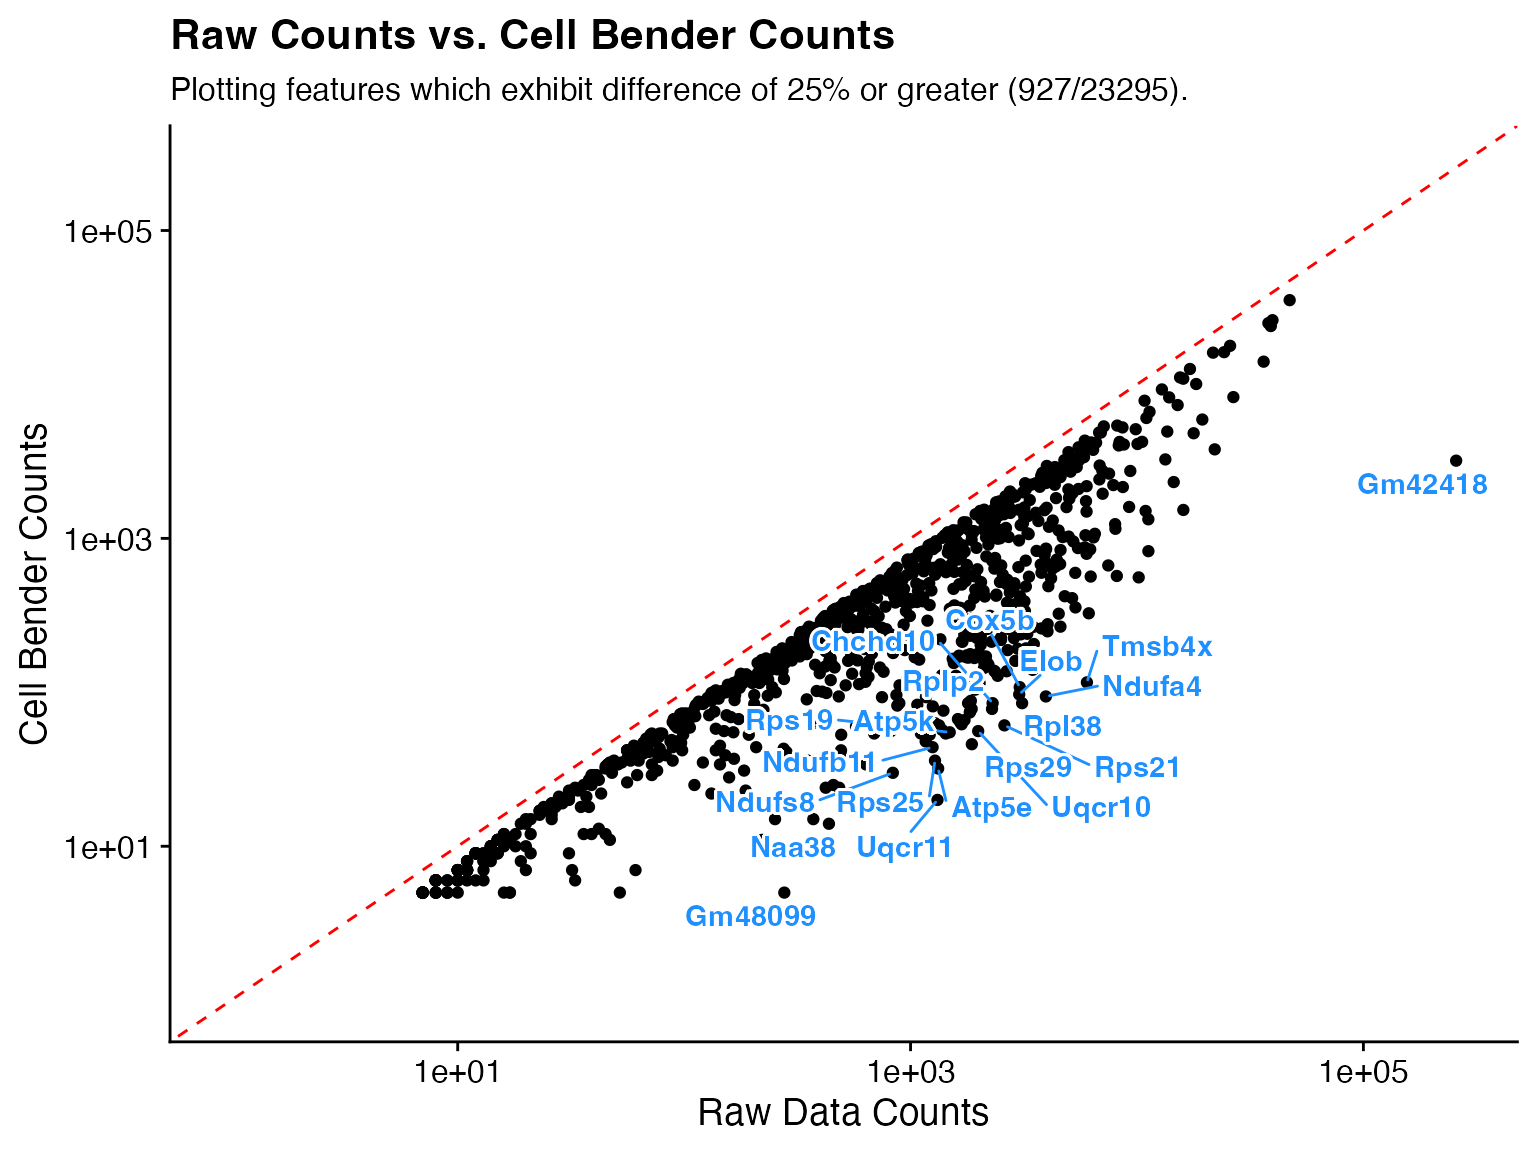 Raw Counts vs. Cell Bender Counts
Plotting features which exhibit difference of 25% or greater (927/23295).
Cell Bender Counts
1e+05
1e+03
1e+01
Gm42418
Cox5b
Chchd10
Tmsb4x
Elob
Rplp2
Ndufa4
Rps19
Atp5k
Rpl38
Ndufb11
Rps29
Rps21
Ndufs8
Rps25
Atp5e
Uqcr10
Naa38
Uqcr11
Gm48099
1e+01
1e+03
1e+05
Raw Data Counts